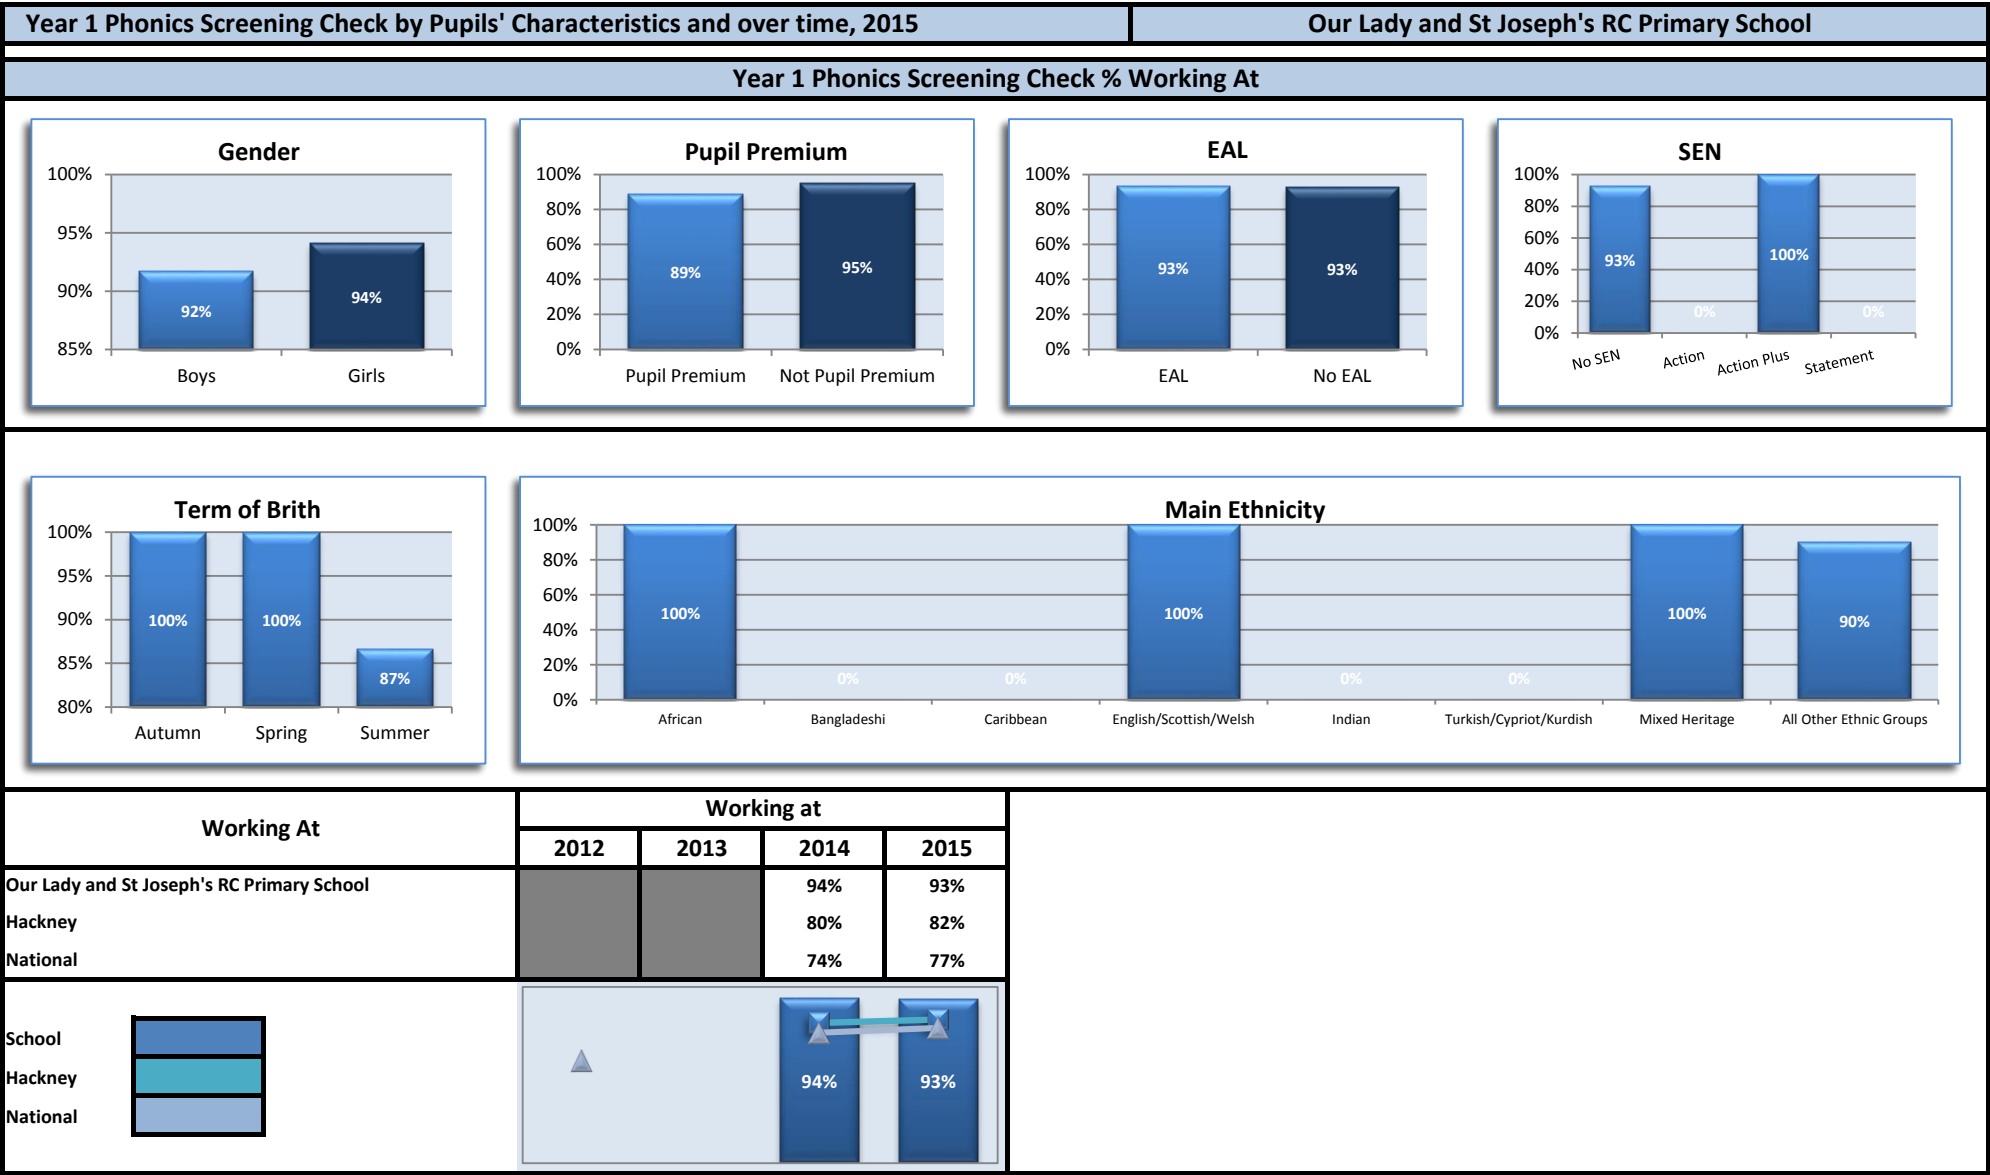 Year 1 Phonics Screening Check by Pupils' Characteristics and over time, 2015
Our Lady and St Joseph's RC Primary School
Year 1 Phonics Screening Check % Working At
Gender
100%
95%
90%
85%
92%
94%
Boys
Girls
Pupil Premium
100%
80%
60%
40%
20%
0%
89%
95%
Pupil Premium
Not Pupil Premium
EAL
100%
80%
60%
40%
20%
0%
93%
93%
EAL
No EAL
SEN
100%
80%
60%
40%
20%
0%
93%
0%
100%
0%
No SEN
Action
Action Plus
Statement
Term of Brith
100%
95%
90%
85%
80%
100%
100%
87%
Autumn
Spring
Summer
Main Ethnicity
100%
80%
60%
40%
20%
0%
100%
0%
0%
100%
0%
0%
100%
90%
African
Bangladeshi
Caribbean
English/Scottish/Welsh
Indian
Turkish/Cypriot/Kurdish
Mixed Heritage
All Other Ethnic Groups
Working At
Working at
2012 2013 2014 2015
Our Lady and St Joseph's RC Primary School 94% 93%
Hackney 80% 82%
National 74% 77%
School
Hackney
National
94%
93%